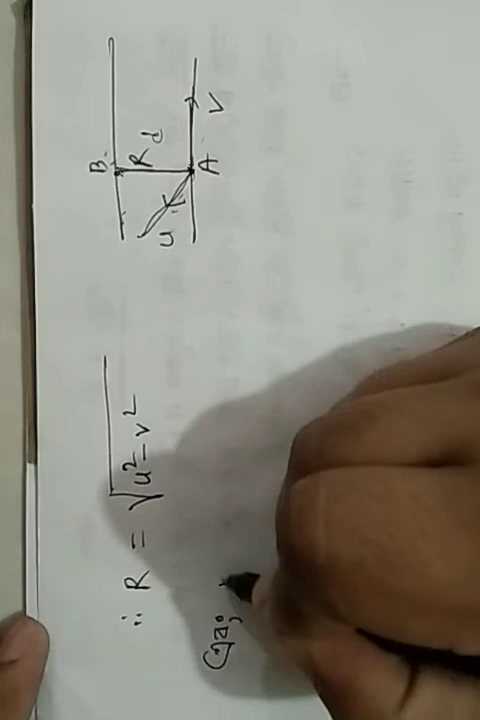 B
R d
u
A
v
∴ R = √u²-v²